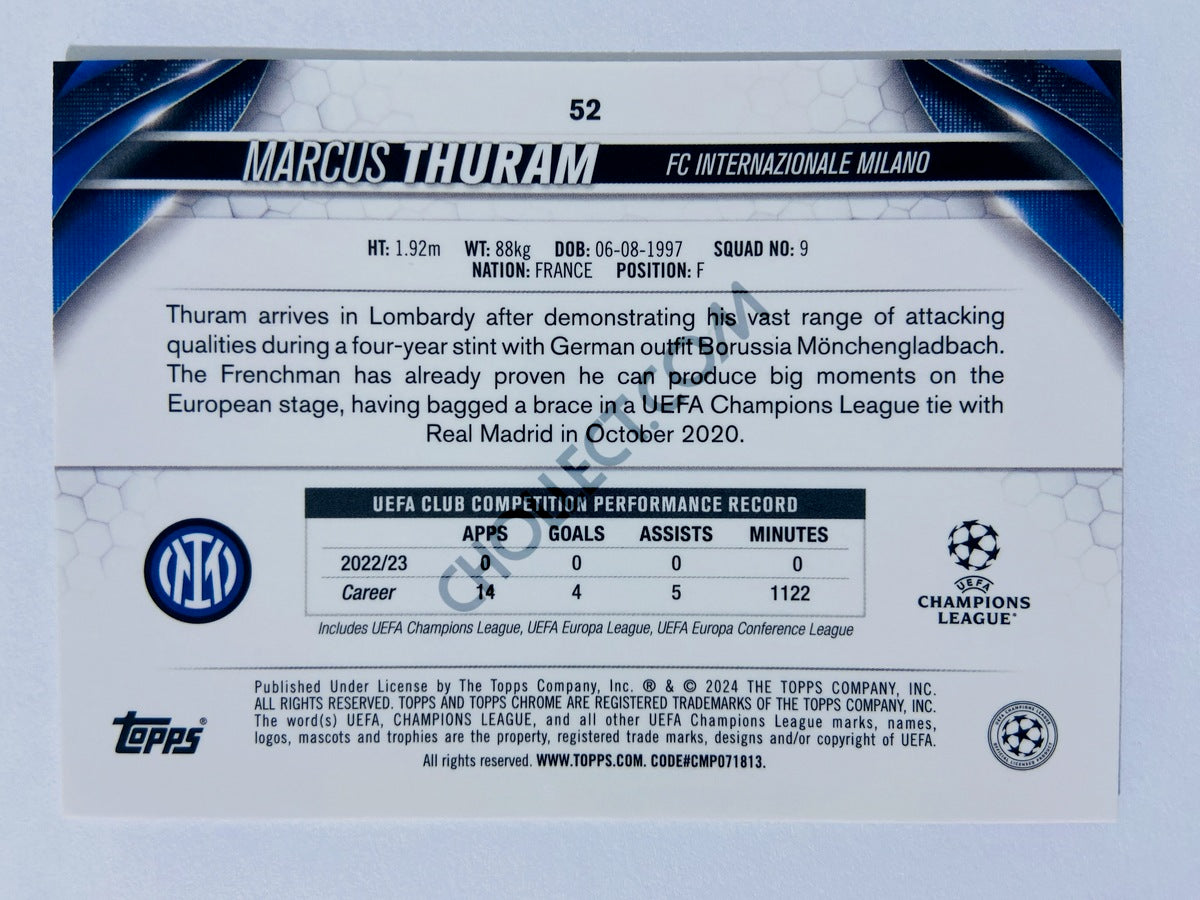 52
MARCUS THURAM FC INTERNAZIONALE MILANO
HT: 1.92m WT: 88kg DOB: 06-08-1997 SQUAD NO: 9
NATION: FRANCE POSITION: F
Thuram arrives in Lombardy after demonstrating his vast range of attacking
qualities during a four-year stint with German outfit Borussia Mönchengladbach.
The Frenchman has already proven he can produce big moments on the
European stage, having bagged a brace in a UEFA Champions League tie with
Real Madrid in October 2020.
CHOLLECT.COM
UEFA CLUB COMPETITION PERFORMANCE RECORD
APPS GOALS ASSISTS MINUTES
2022/23 0 0 0 0
Career 14 4 5 1122
Includes UEFA Champions League, UEFA Europa League, UEFA Europa Conference League
UEFA
CHAMPIONS
LEAGUE®
Published Under License by The Topps Company, Inc. ® & © 2024 THE TOPPS COMPANY, INC.
ALL RIGHTS RESERVED. TOPPS AND TOPPS CHROME ARE REGISTERED TRADEMARKS OF THE TOPPS COMPANY, INC.
The word(s) UEFA, CHAMPIONS LEAGUE, and all other UEFA Champions League marks, names,
logos, mascots and trophies are the property, registered trade marks, designs and/or copyright of UEFA.
All rights reserved. WWW.TOPPS.COM. CODE#CMP071813.
topps®
UEFA CHAMPIONS LEAGUE
OFFICIAL LICENSED PRODUCT